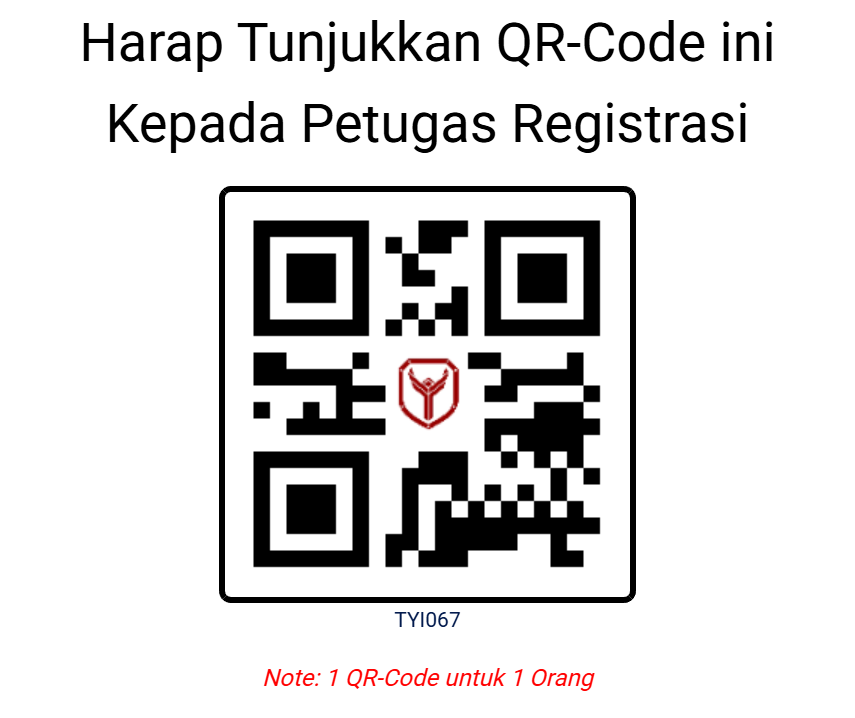 Harap Tunjukkan QR-Code ini
Kepada Petugas Registrasi
TYI067
Note: 1 QR-Code untuk 1 Orang